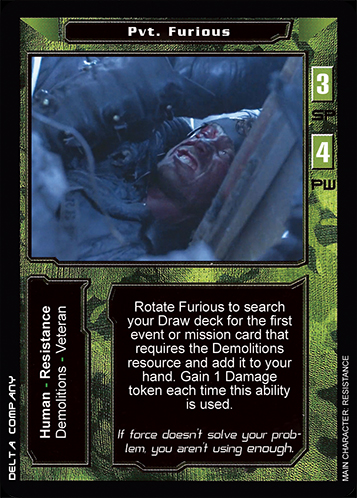 Pvt. Furious
3
SP
4
PW
Human - Resistance
Demolitions - Veteran
Rotate Furious to search
your Draw deck for the first
event or mission card that
requires the Demolitions
resource and add it to your
hand. Gain 1 Damage
token each time this ability
is used.
If force doesn't solve your prob-
lem, you aren't using enough.
DELTA COMPANY
MAIN CHARACTER: RESISTANCE